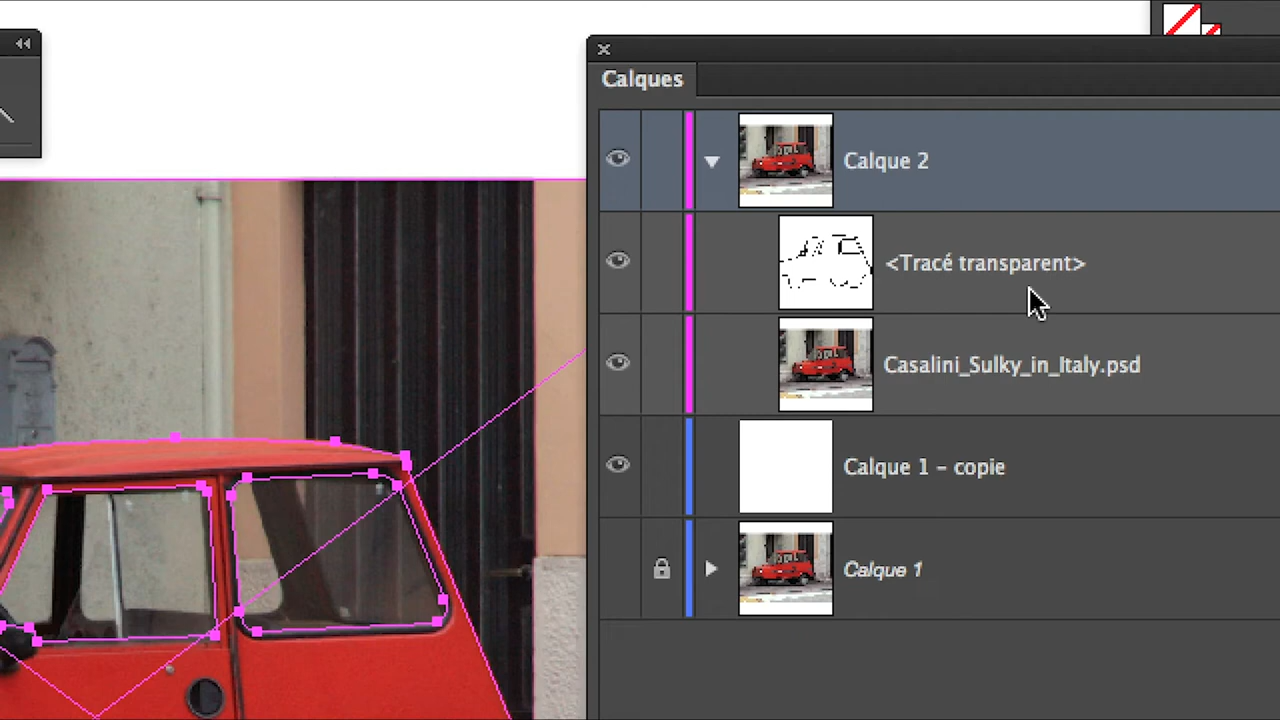 Calques
Calque 2
<Tracé transparent>
Casalini_Sulky_in_Italy.psd
Calque 1 - copie
Calque 1